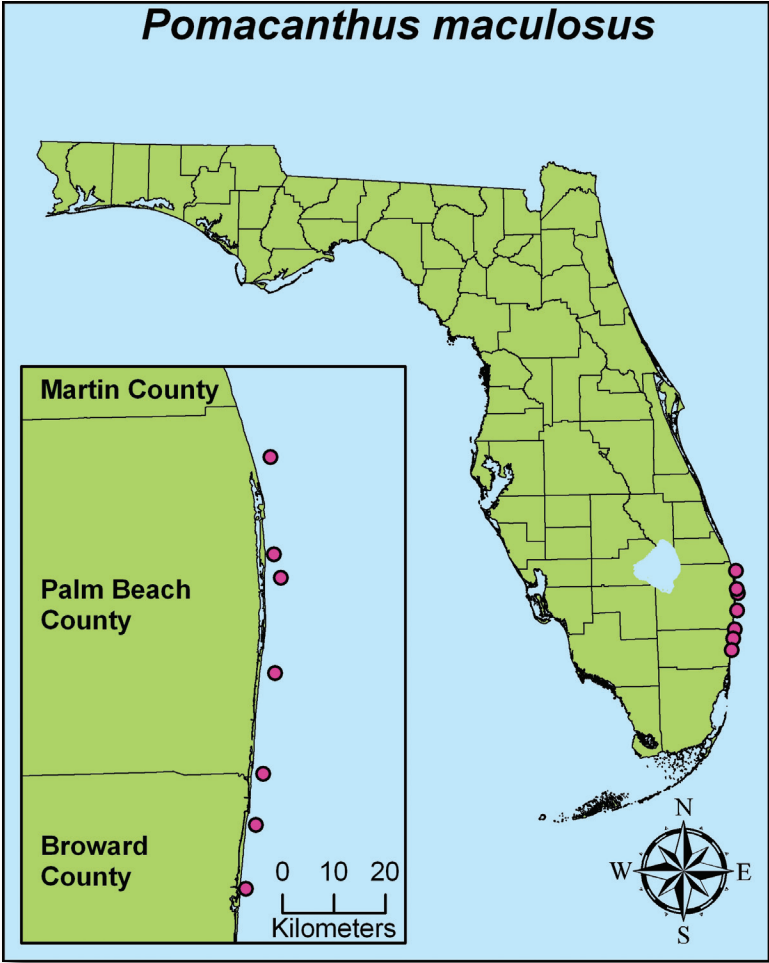 Pomacanthus maculosus
Martin County
Palm Beach
County
Broward
County
0 10 20
Kilometers
N
W E
S